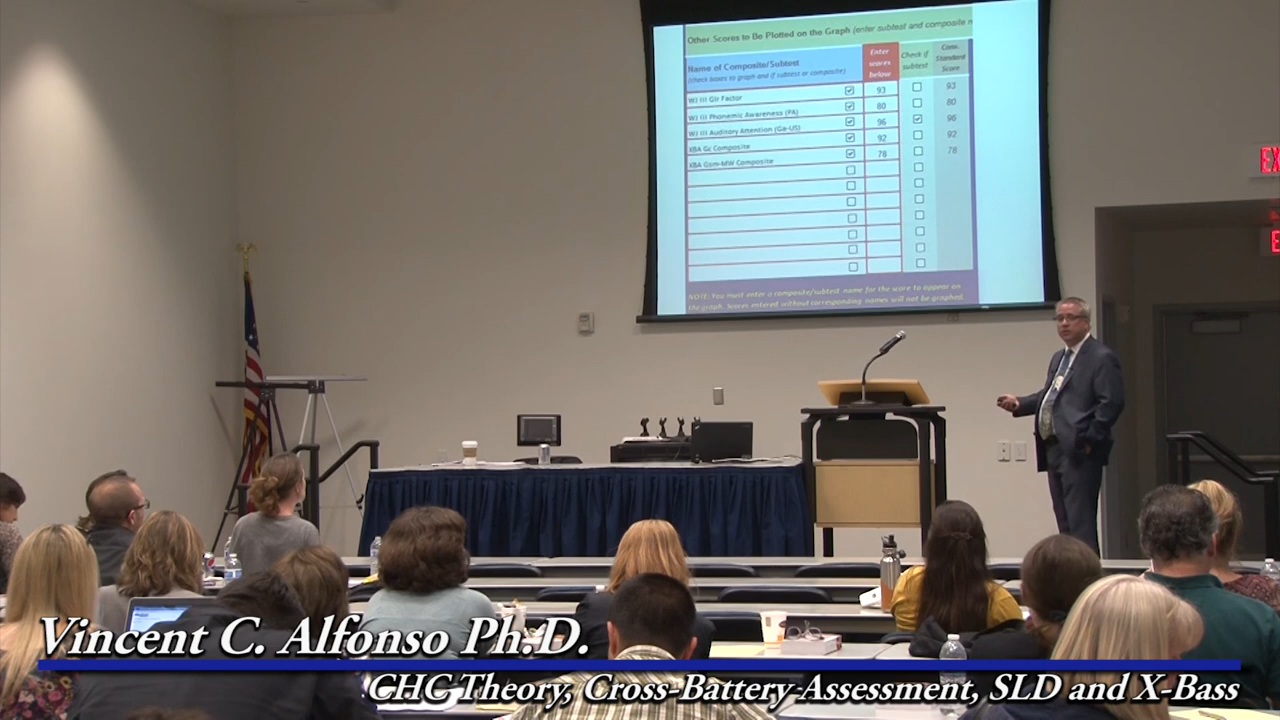 Other Scores to Be Plotted on the Graph (enter subtest and composite n
Name of Composite/Subtest
(check boxes to graph and if subtest or composite)
Enter scores below
Check if subtest
Conv. Standard Score
WJ III Glr Factor 93 93
WJ III Phonemic Awareness (PA) 80 80
WJ III Auditory Attention (Ga-US) 96 96
XBA Gc Composite 92 92
XBA Gsm-MW Composite 78 78
NOTE: You must enter a composite/subtest name for the score to appear on
the graph. Scores entered without corresponding names will not be graphed.
EX
E
Vincent C. Alfonso Ph.D.
CHC Theory, Cross-Battery Assessment, SLD and X-Bass